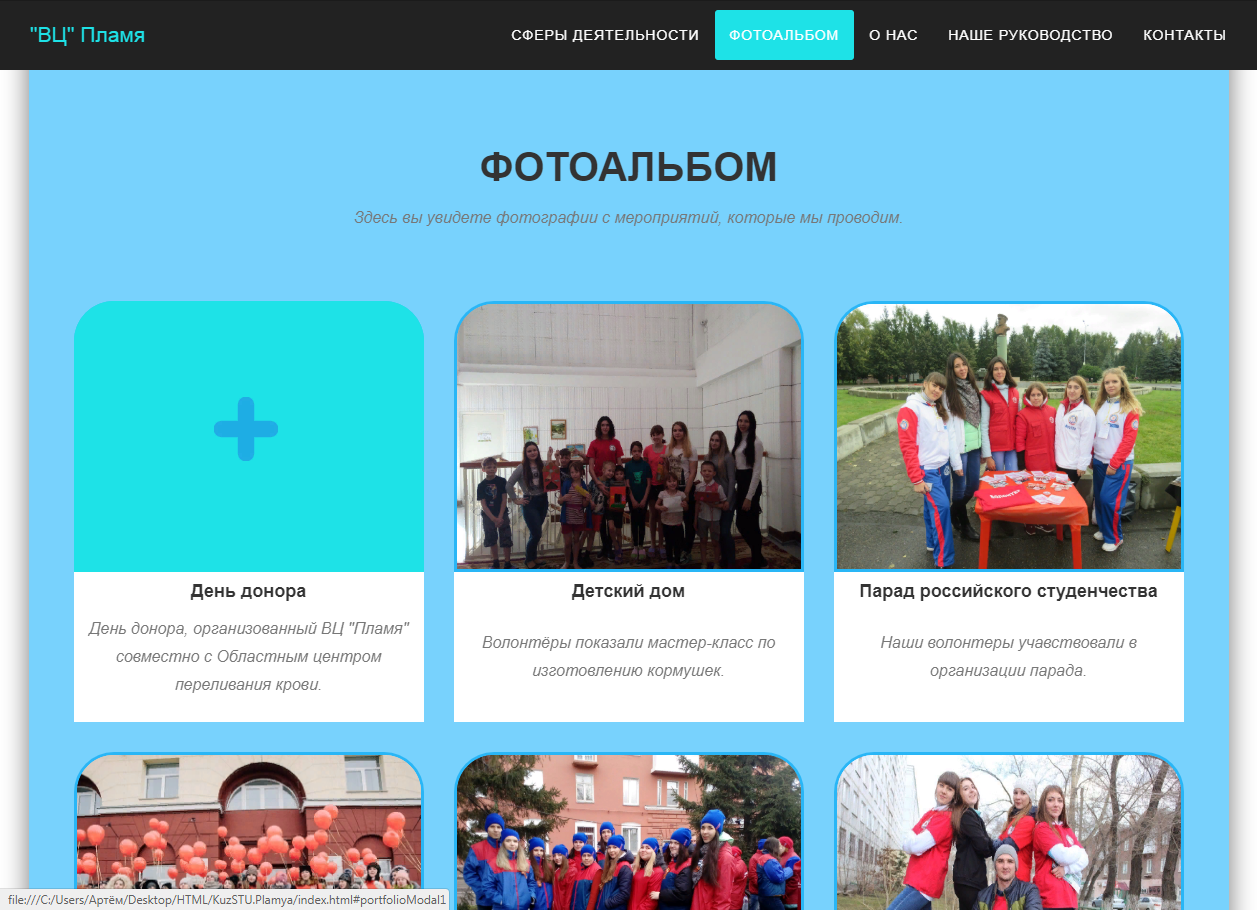 "ВЦ" Пламя
СФЕРЫ ДЕЯТЕЛЬНОСТИ
ФОТОАЛЬБОМ
О НАС
НАШЕ РУКОВОДСТВО
КОНТАКТЫ
ФОТОАЛЬБОМ
Здесь вы увидете фотографии с мероприятий, которые мы проводим.
День донора
День донора, организованный ВЦ "Пламя"
совместно с Областным центром
переливания крови.
Детский дом
Волонтёры показали мастер-класс по
изготовлению кормушек.
Парад российского студенчества
Наши волонтеры учавствовали в
организации парада.
file:///C:/Users/Артём/Desktop/HTML/KuzSTU.Plamya/index.html#portfolioModal1